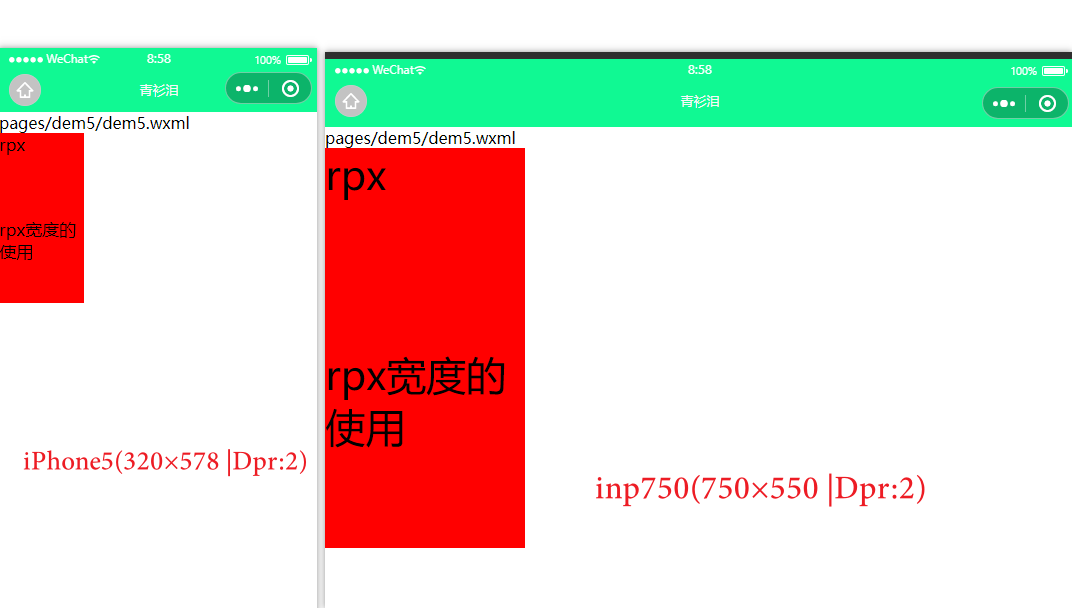 WeChat 8:58 100%
青衫泪
pages/dem5/dem5.wxml
rpx
rpx宽度的
使用
iPhone5(320×578 |Dpr:2)
WeChat 8:58 100%
青衫泪
pages/dem5/dem5.wxml
rpx
rpx宽度的
使用
inp750(750×550 |Dpr:2)